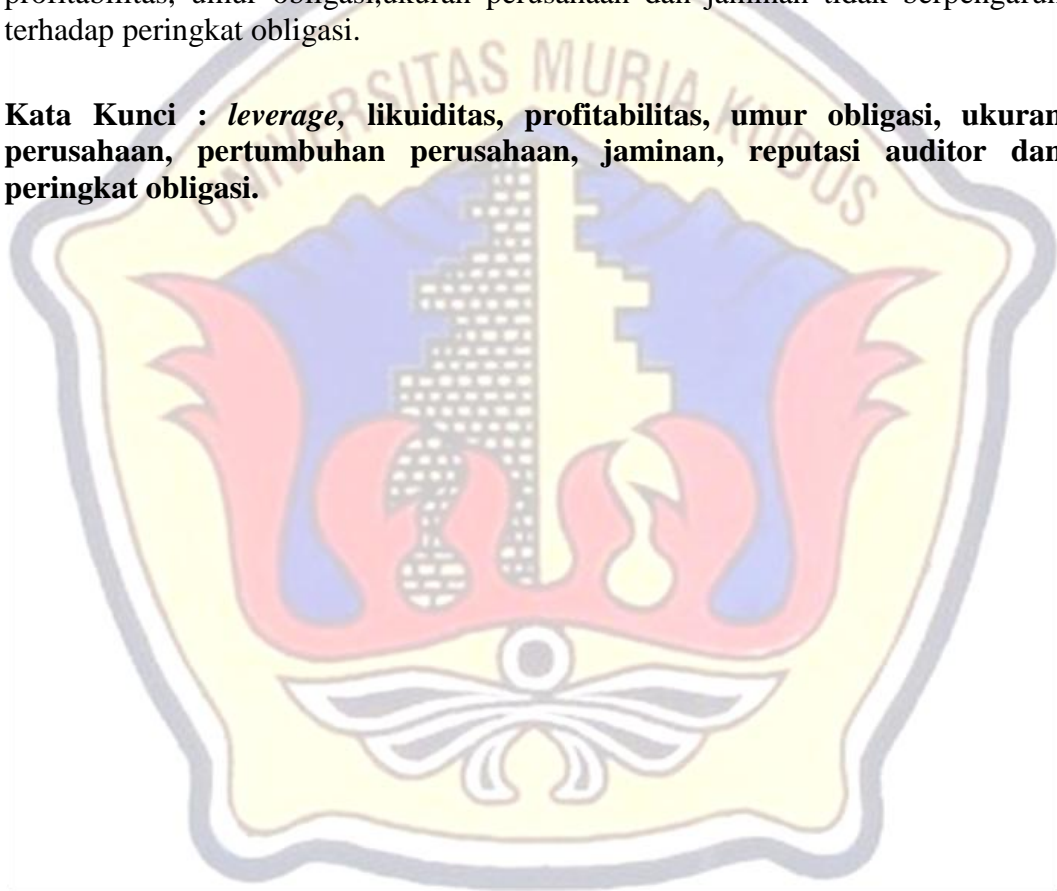 profitabilitas, umur obligasi,ukuran perusahaan dan jaminan tidak berpengaruh
terhadap peringkat obligasi.
Kata Kunci : leverage, likuiditas, profitabilitas, umur obligasi, ukuran
perusahaan, pertumbuhan perusahaan, jaminan, reputasi auditor dan
peringkat obligasi.
UNIVERSITAS MURIA KUDUS